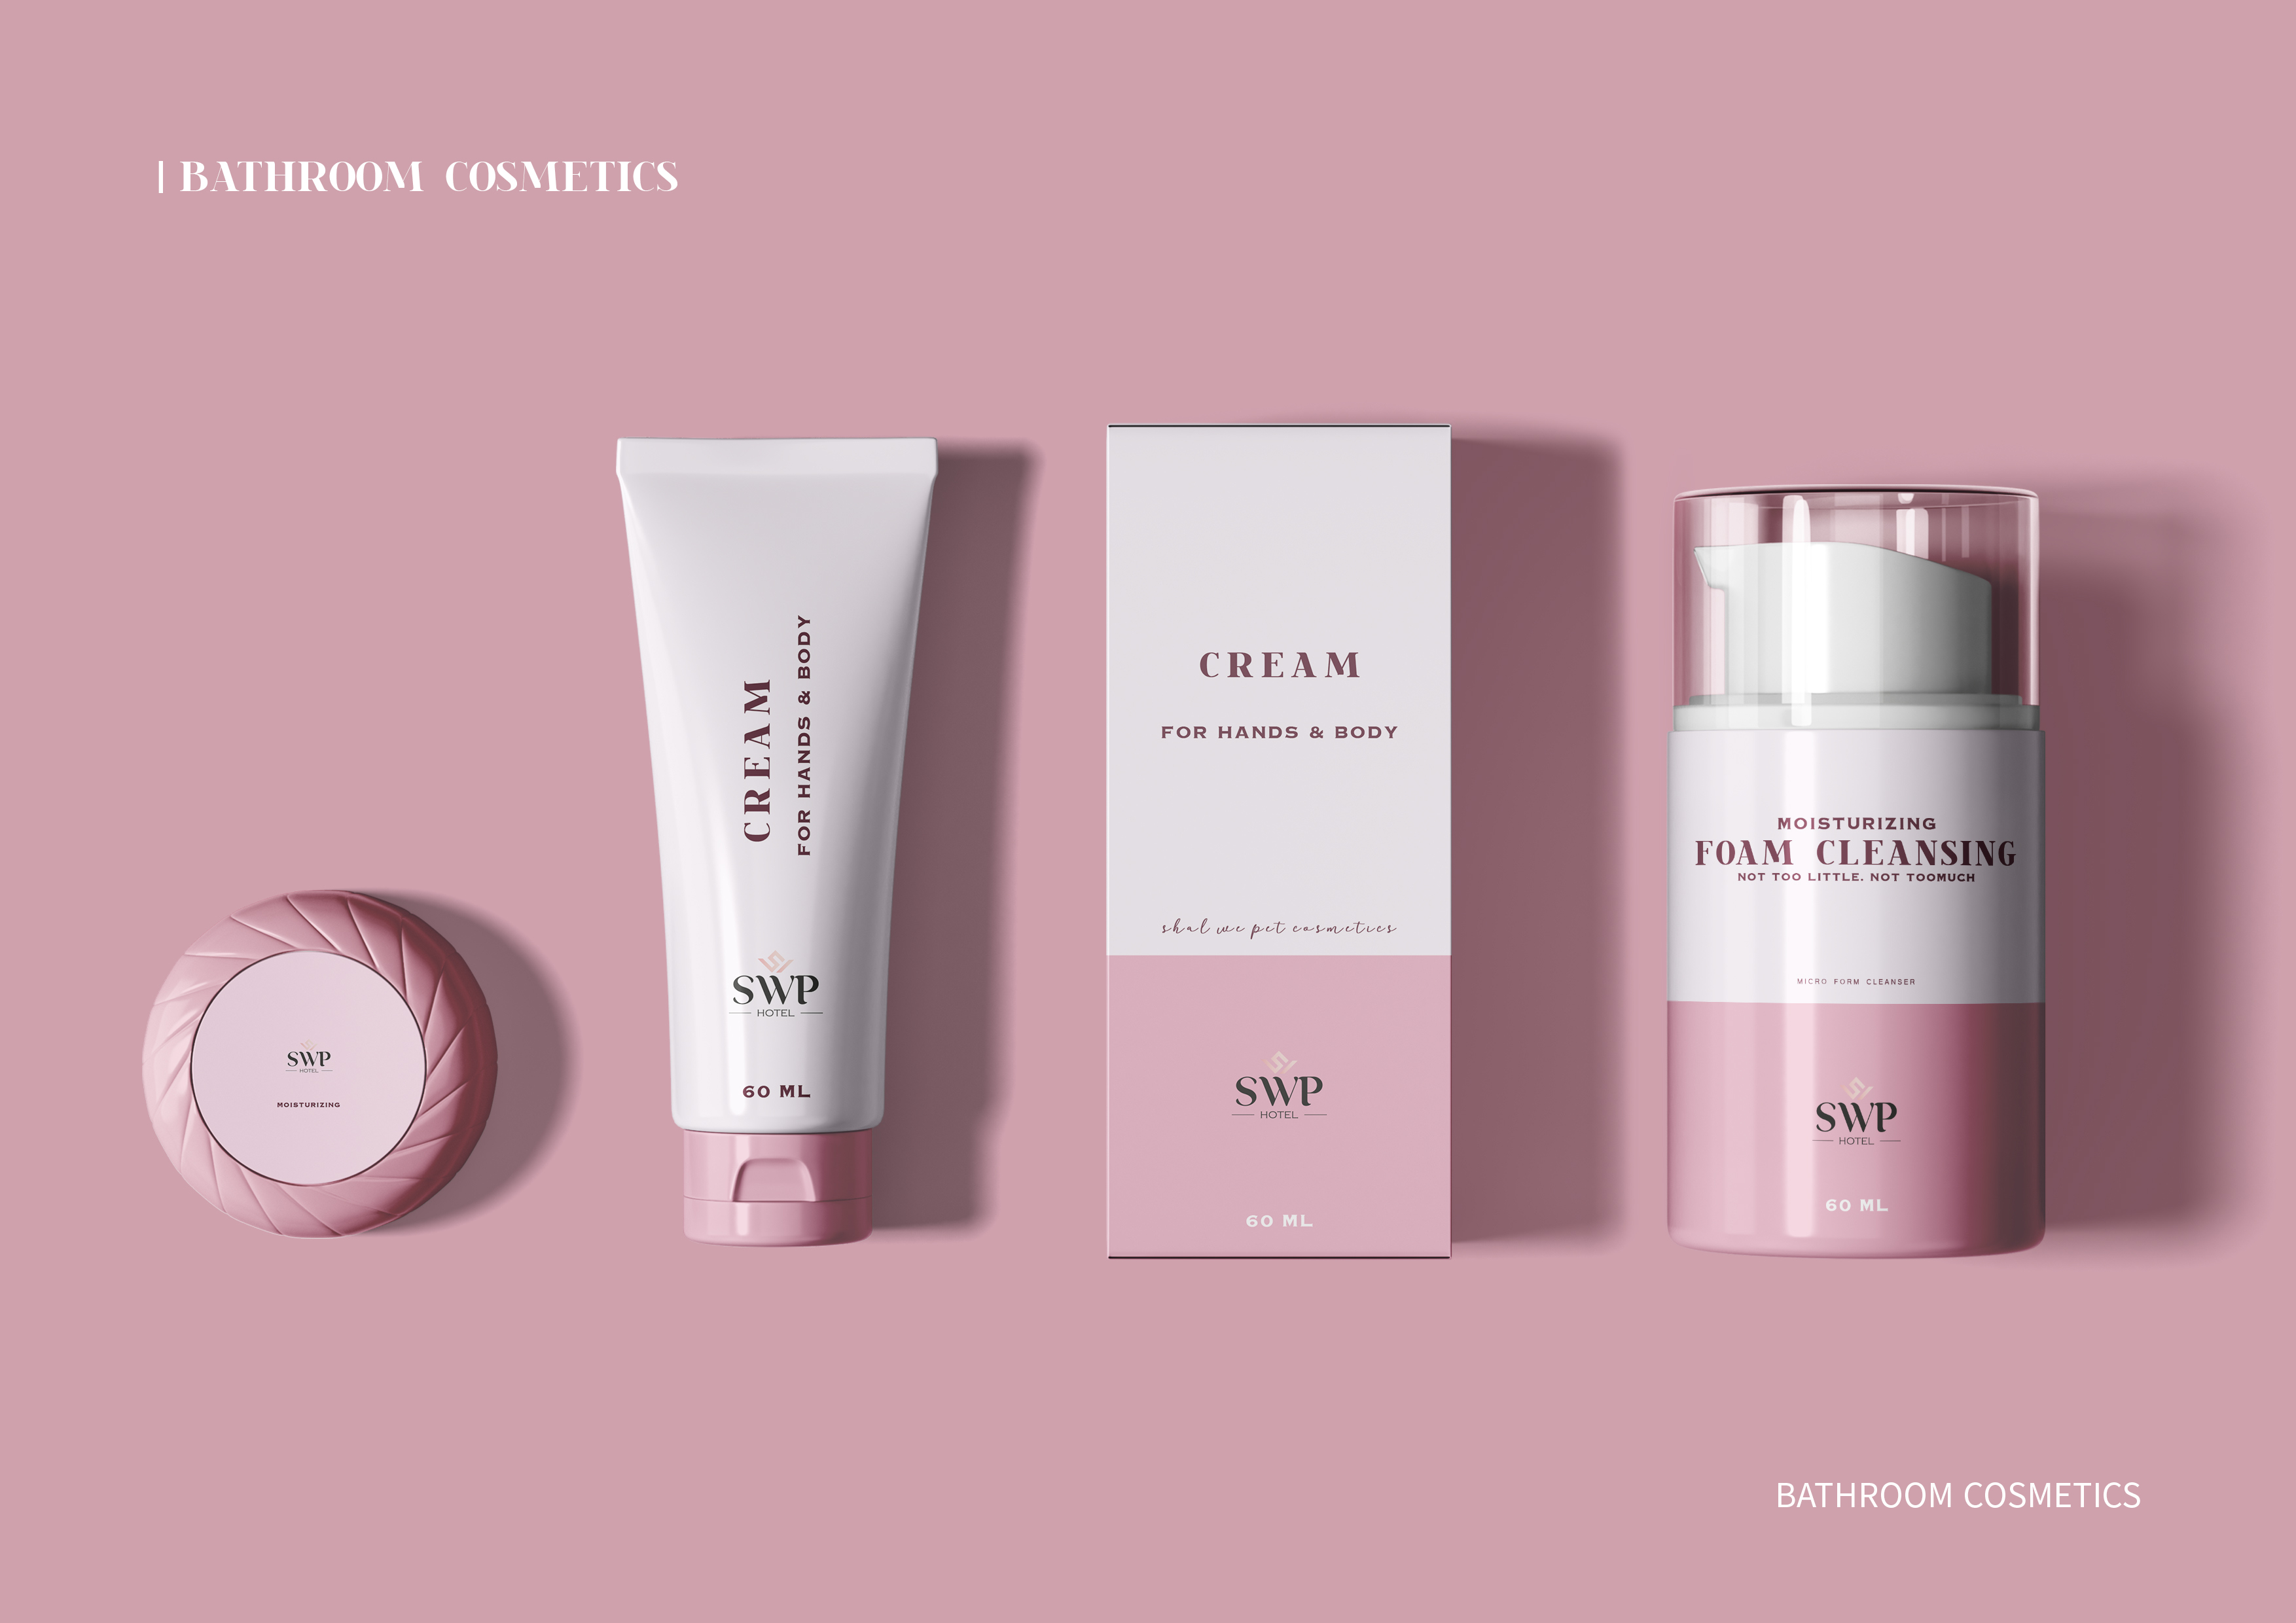 | BATHROOM COSMETICS
SWP
HOTEL
MOISTURIZING
CREAM
FOR HANDS & BODY
SWP
HOTEL
60 ML
CREAM
FOR HANDS & BODY
shal we pet cosmetics
SWP
HOTEL
60 ML
MOISTURIZING
FOAM CLEANSING
NOT TOO LITTLE. NOT TOOMUCH
MICRO FORM CLEANSER
SWP
HOTEL
60 ML
BATHROOM COSMETICS